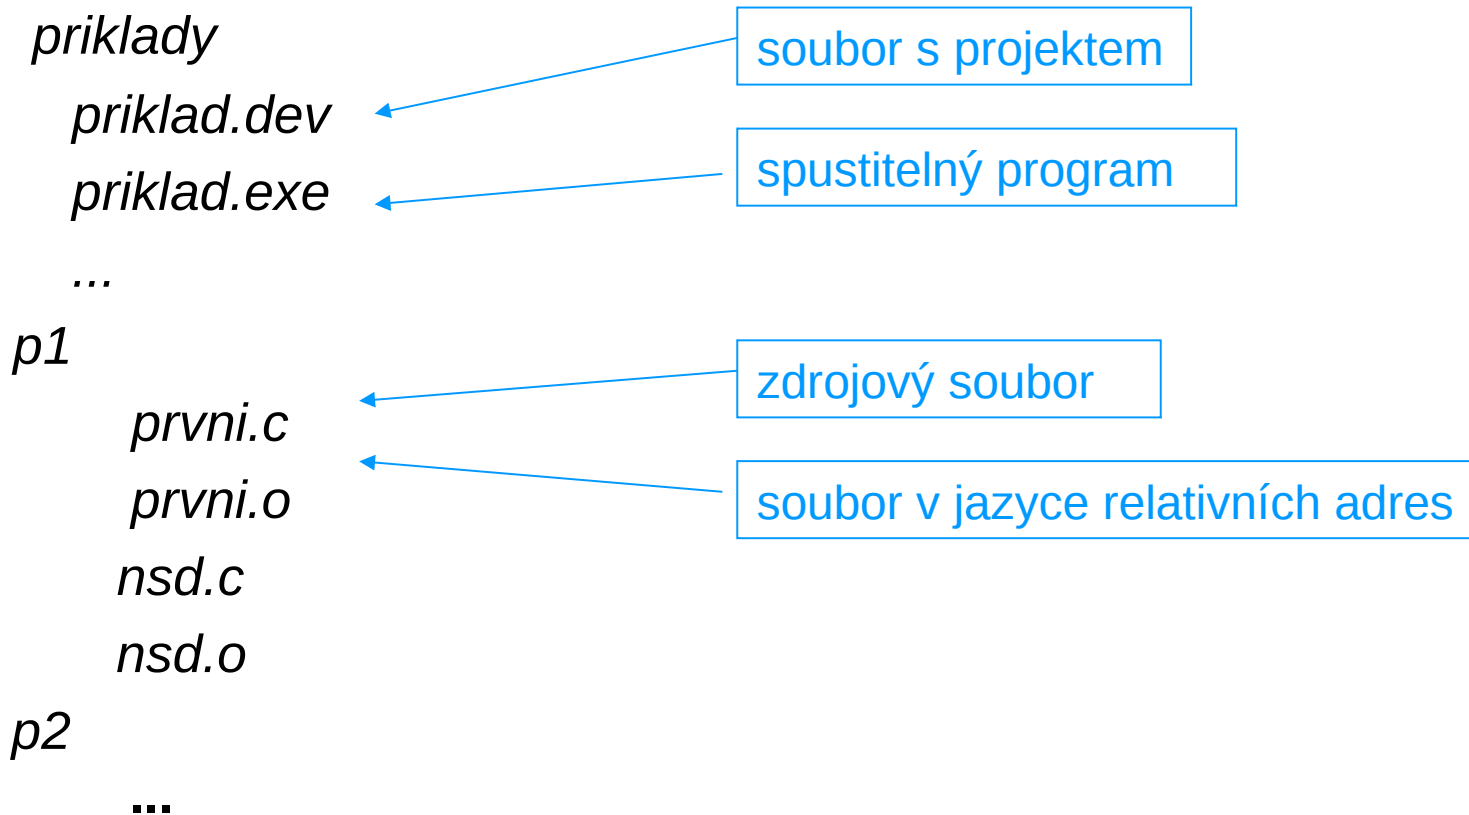 priklady
soubor s projektem
priklad.dev
spustitelný program
priklad.exe
...
p1
zdrojový soubor
prvni.c
prvni.o
soubor v jazyce relativních adres
nsd.c
nsd.o
p2
...